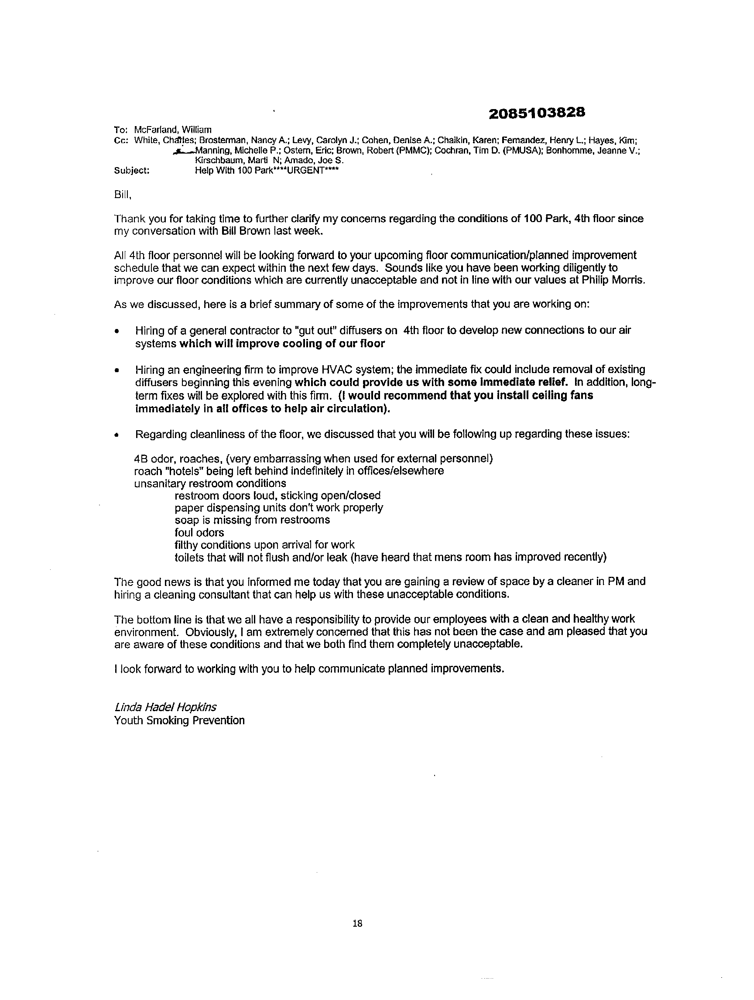 2085103828
To: McFarland, William
Cc: White, Charles; Brosterman, Nancy A.; Levy, Carolyn J.; Cohen, Denise A.; Chaikin, Karen; Fernandez, Henry L.; Hayes, Kim;
Manning, Michelle P.; Ostern, Eric; Brown, Robert (PMMC); Cochran, Tim D. (PMUSA); Bonhomme, Jeanne V.;
Kirschbaum, Marti N; Amado, Joe S.
Subject: Help With 100 Park****URGENT****
Bill,
Thank you for taking time to further clarify my concerns regarding the conditions of 100 Park, 4th floor since
my conversation with Bill Brown last week.
All 4th floor personnel will be looking forward to your upcoming floor communication/planned improvement
schedule that we can expect within the next few days. Sounds like you have been working diligently to
improve our floor conditions which are currently unacceptable and not in line with our values at Philip Morris.
As we discussed, here is a brief summary of some of the improvements that you are working on:
• Hiring of a general contractor to "gut out" diffusers on 4th floor to develop new connections to our air
systems which will improve cooling of our floor
• Hiring an engineering firm to improve HVAC system; the immediate fix could include removal of existing
diffusers beginning this evening which could provide us with some immediate relief. In addition, long-
term fixes will be explored with this firm. (I would recommend that you install ceiling fans
immediately in all offices to help air circulation).
• Regarding cleanliness of the floor, we discussed that you will be following up regarding these issues:
4B odor, roaches, (very embarrassing when used for external personnel)
roach "hotels" being left behind indefinitely in offices/elsewhere
unsanitary restroom conditions
restroom doors loud, sticking open/closed
paper dispensing units don't work properly
soap is missing from restrooms
foul odors
filthy conditions upon arrival for work
toilets that will not flush and/or leak (have heard that mens room has improved recently)
The good news is that you informed me today that you are gaining a review of space by a cleaner in PM and
hiring a cleaning consultant that can help us with these unacceptable conditions.
The bottom line is that we all have a responsibility to provide our employees with a clean and healthy work
environment. Obviously, I am extremely concerned that this has not been the case and am pleased that you
are aware of these conditions and that we both find them completely unacceptable.
I look forward to working with you to help communicate planned improvements.
Linda Hadel Hopkins
Youth Smoking Prevention
18